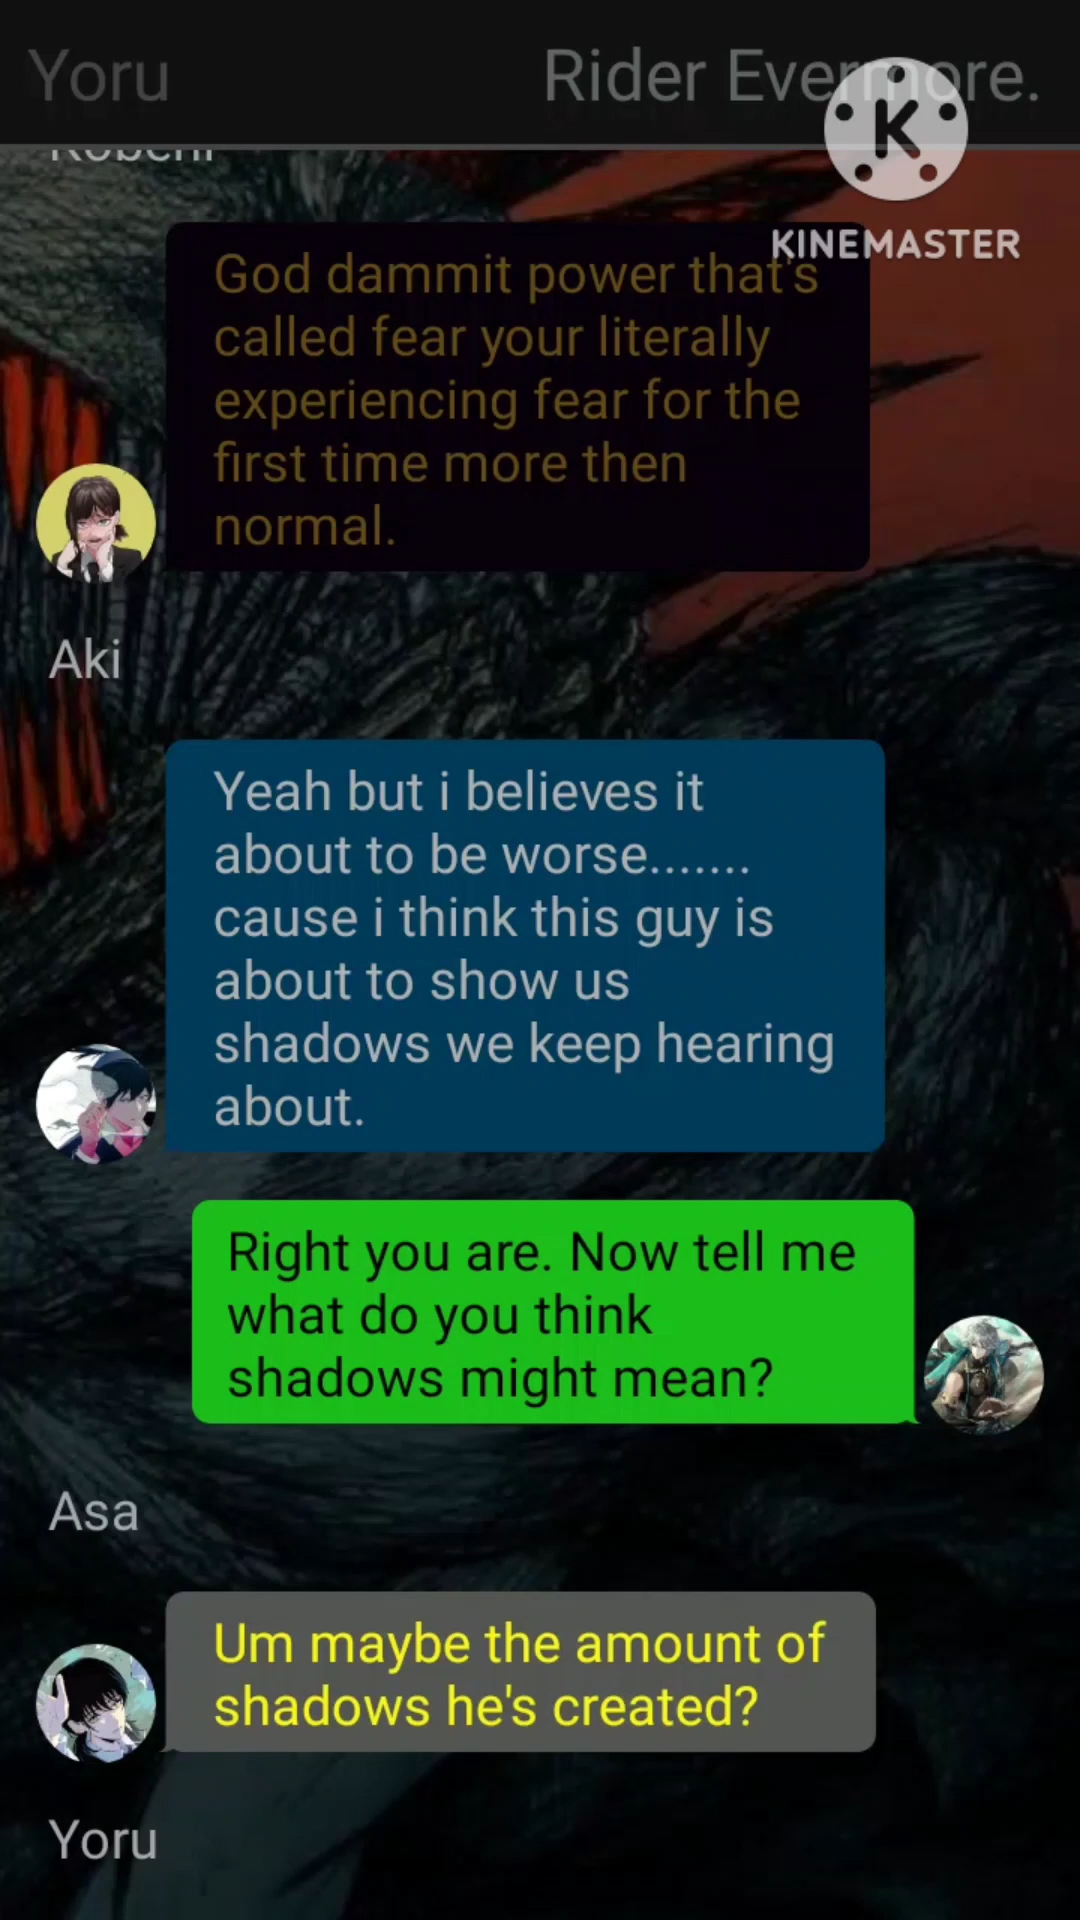 Yoru
Rider Evermore.
Kobeni
KINEMASTER
God dammit power that's
called fear your literally
experiencing fear for the
first time more then
normal.
Aki
Yeah but i believes it
about to be worse.......
cause i think this guy is
about to show us
shadows we keep hearing
about.
Right you are. Now tell me
what do you think
shadows might mean?
Asa
Um maybe the amount of
shadows he's created?
Yoru